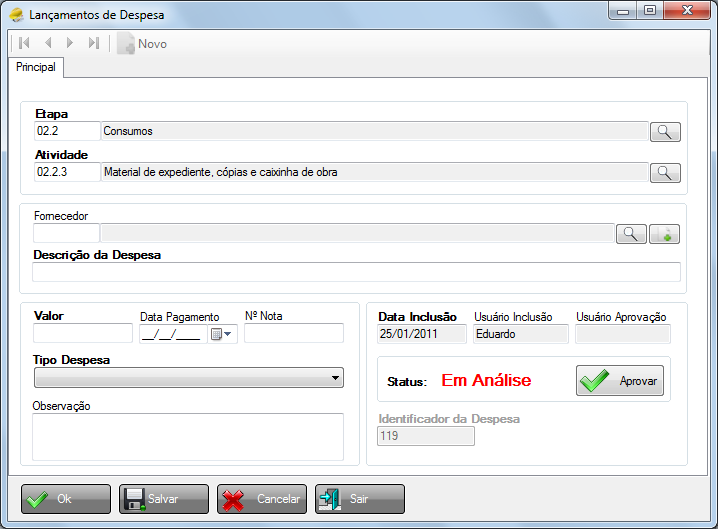 Lançamentos de Despesa
Novo
Principal
Etapa
02.2 Consumos
Atividade
02.2.3 Material de expediente, cópias e caixinha de obra
Fornecedor
Descrição da Despesa
Valor Data Pagamento Nº Nota
__/__/____
Tipo Despesa
Observação
Data Inclusão Usuário Inclusão Usuário Aprovação
25/01/2011 Eduardo
Status: Em Análise Aprovar
Identificador da Despesa
119
Ok Salvar Cancelar Sair